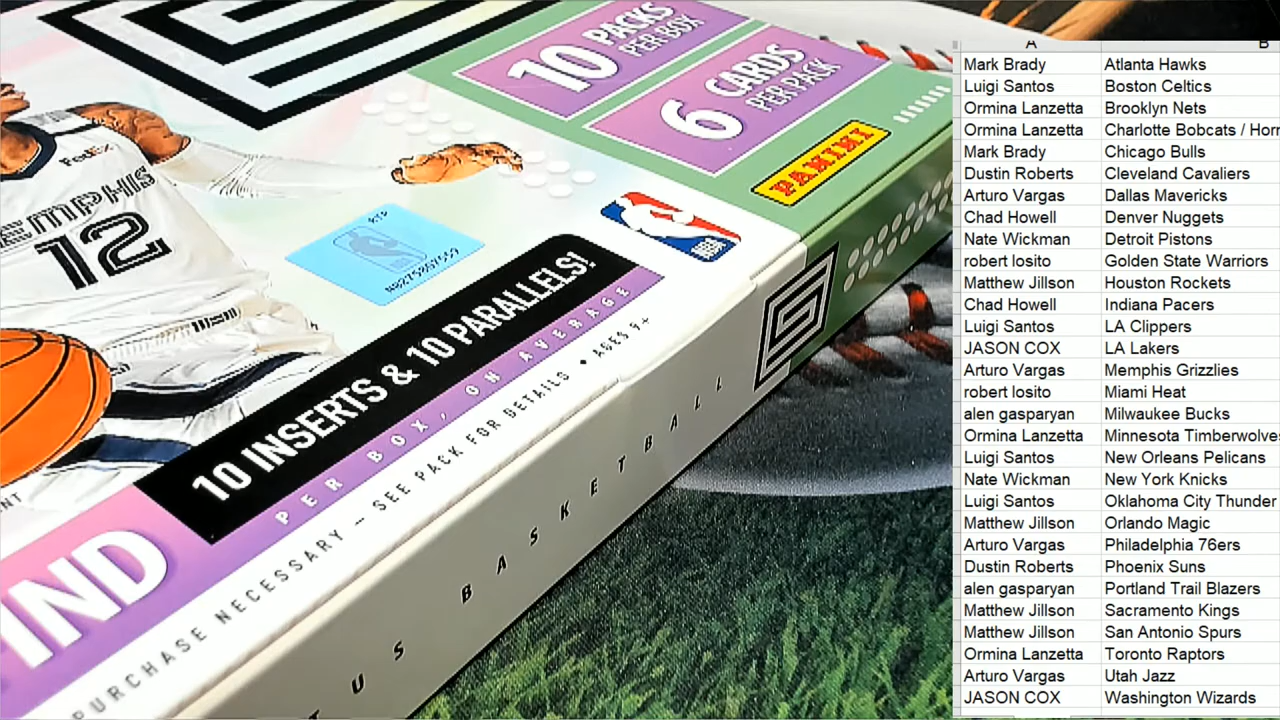 10 PACKS
PER BOX
6 CARDS
PER PACK
PANINI
FedEx
12
NBA
10 INSERTS & 10 PARALLELS!
PER BOX, ON AVERAGE
PURCHASE NECESSARY – SEE PACK FOR DETAILS • AGES 9+
US BASKETBALL
A B
Mark Brady Atlanta Hawks
Luigi Santos Boston Celtics
Ormina Lanzetta Brooklyn Nets
Ormina Lanzetta Charlotte Bobcats /
Mark Brady Chicago Bulls
Dustin Roberts Cleveland Cavaliers
Arturo Vargas Dallas Mavericks
Chad Howell Denver Nuggets
Nate Wickman Detroit Pistons
robert losito Golden State Warriors
Matthew Jillson Houston Rockets
Chad Howell Indiana Pacers
Luigi Santos LA Clippers
JASON COX LA Lakers
Arturo Vargas Memphis Grizzlies
robert losito Miami Heat
alen gasparyan Milwaukee Bucks
Ormina Lanzetta Minnesota Timberwolve
Luigi Santos New Orleans Pelicans
Nate Wickman New York Knicks
Luigi Santos Oklahoma City Thunder
Matthew Jillson Orlando Magic
Arturo Vargas Philadelphia 76ers
Dustin Roberts Phoenix Suns
alen gasparyan Portland Trail Blazers
Matthew Jillson Sacramento Kings
Matthew Jillson San Antonio Spurs
Ormina Lanzetta Toronto Raptors
Arturo Vargas Utah Jazz
JASON COX Washington Wizards